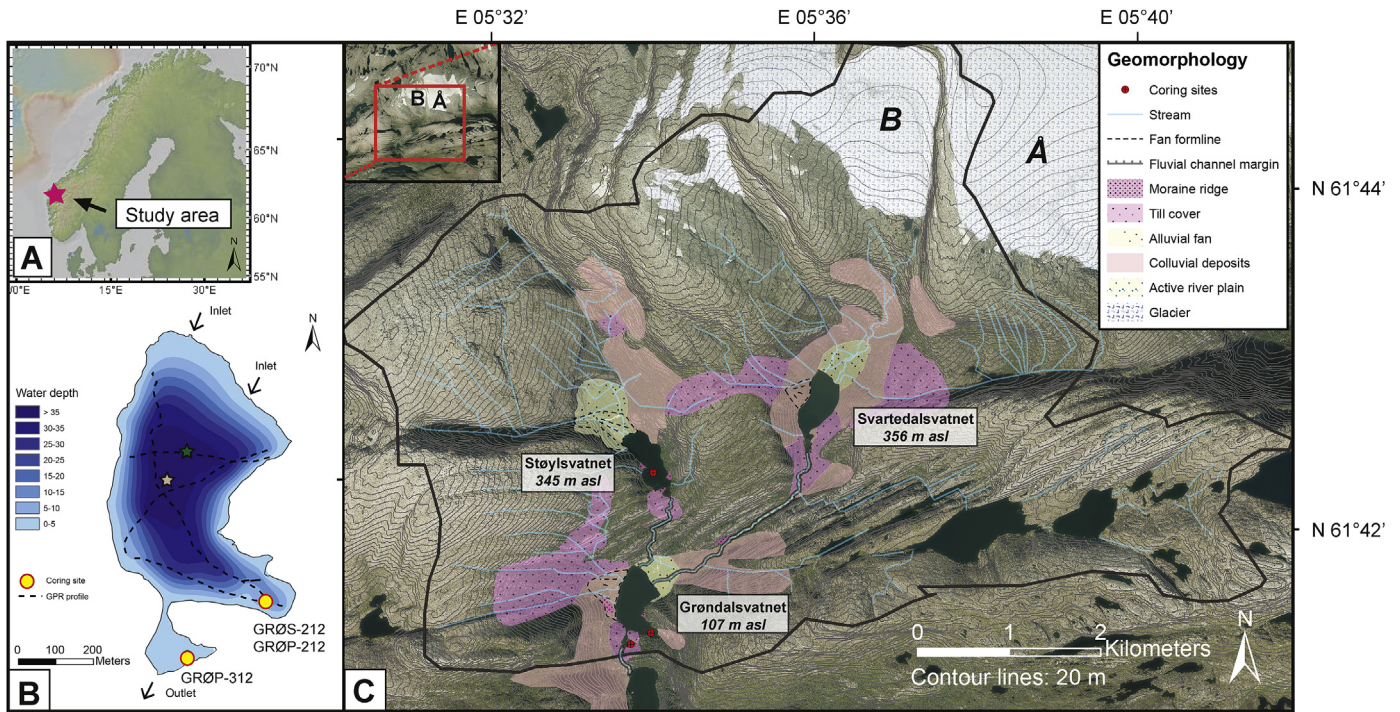 E 05°32'
E 05°36'
E 05°40'
70°N
65°N
60°N
55°N
Study area
N
A
0°E
15°E
30°E
Inlet
N
Inlet
Water depth
> 35
30-35
25-30
20-25
15-20
10-15
5-10
0-5
Coring site
GPR profile
GRØS-212
GRØP-212
0 100 200
Meters
GRØP-312
Outlet
B
B Å
B
Å
Geomorphology
Coring sites
Stream
Fan formline
Fluvial channel margin
Moraine ridge
Till cover
Alluvial fan
Colluvial deposits
Active river plain
Glacier
N 61°44'
N 61°42'
Svartedalsvatnet
356 m asl
Støylsvatnet
345 m asl
Grøndalsvatnet
107 m asl
0 1 2
Kilometers
Contour lines: 20 m
N
C